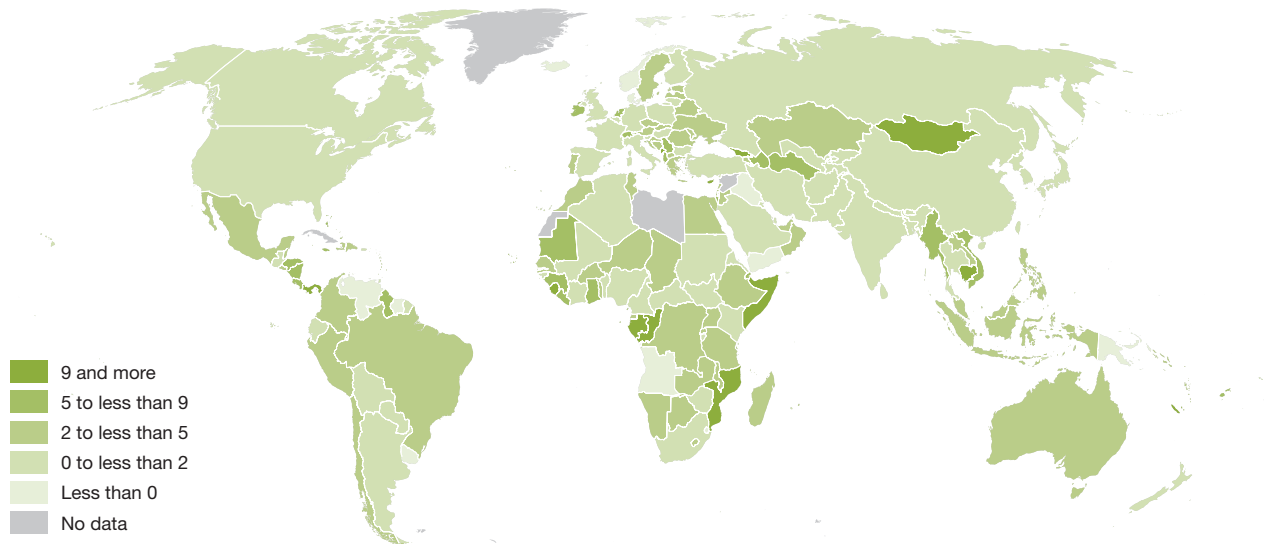 9 and more
5 to less than 9
2 to less than 5
0 to less than 2
Less than 0
No data